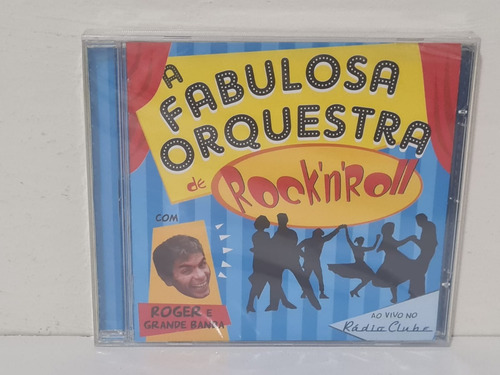 A
FABULOSA
ORQUESTRA
de Rock'n'Roll
COM
ROGER E
GRANDE BANDA
AO VIVO NO
Rádio Clube